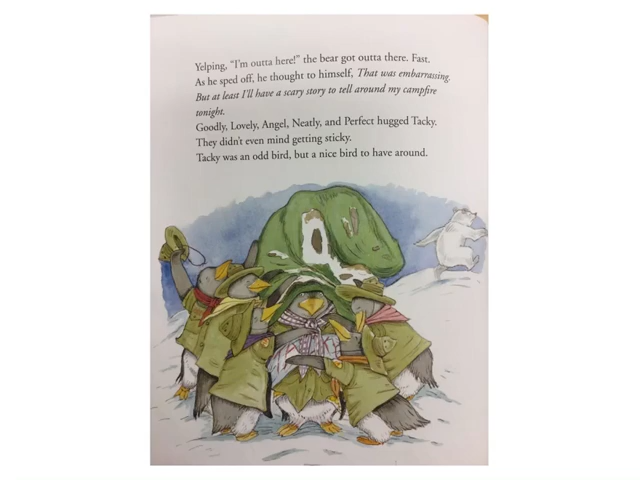 Yelping, "I'm outta here!" the bear got outta there. Fast.
As he sped off, he thought to himself, That was embarrassing.
But at least I'll have a scary story to tell around my campfire
tonight.
Goodly, Lovely, Angel, Neatly, and Perfect hugged Tacky.
They didn't even mind getting sticky.
Tacky was an odd bird, but a nice bird to have around.